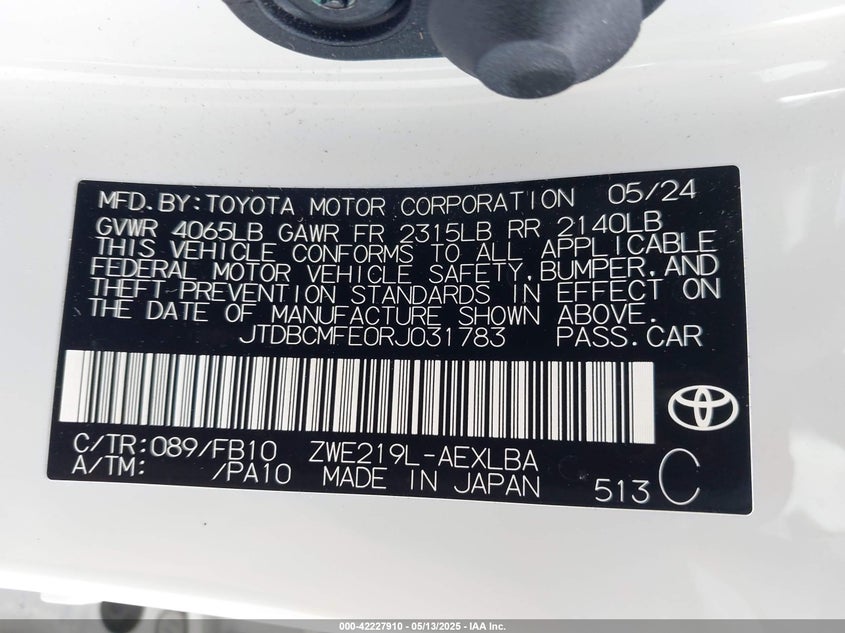 MFD.BY:TOYOTA MOTOR CORPORATION 05/24
GVWR 4065LB GAWR FR 2315LB RR 2140LB
THIS VEHICLE CONFORMS TO ALL APPLICABLE
FEDERAL MOTOR VEHICLE SAFETY,BUMPER,AND
THEFT PREVENTION STANDARDS IN EFFECT ON
THE DATE OF MANUFACTURE SHOWN ABOVE.
JTDBCMFE0RJ031783 PASS.CAR
C/TR:089/FB10 ZWE219L-AEXLBA
A/TM: /PA10 MADE IN JAPAN 513 C
000-42227910 | 05/13/2025 - IAA Inc.